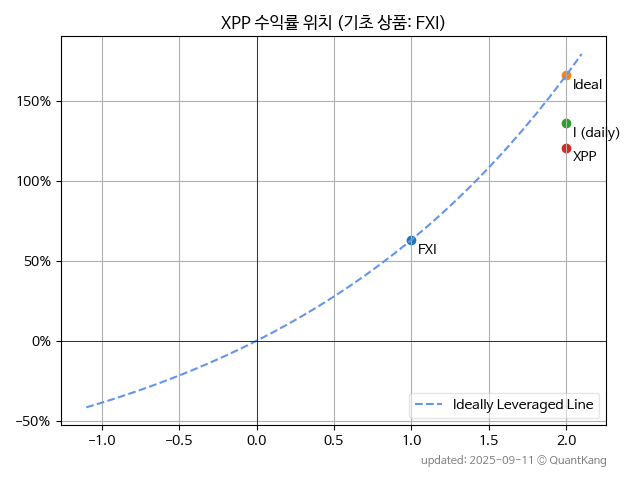 XPP 수익률 위치 (기초 상품: FXI)
150%
100%
50%
0%
−50%
Ideal
I (daily)
XPP
FXI
Ideally Leveraged Line
−1.0 −0.5 0.0 0.5 1.0 1.5 2.0
updated: 2025-09-11 © QuantKang